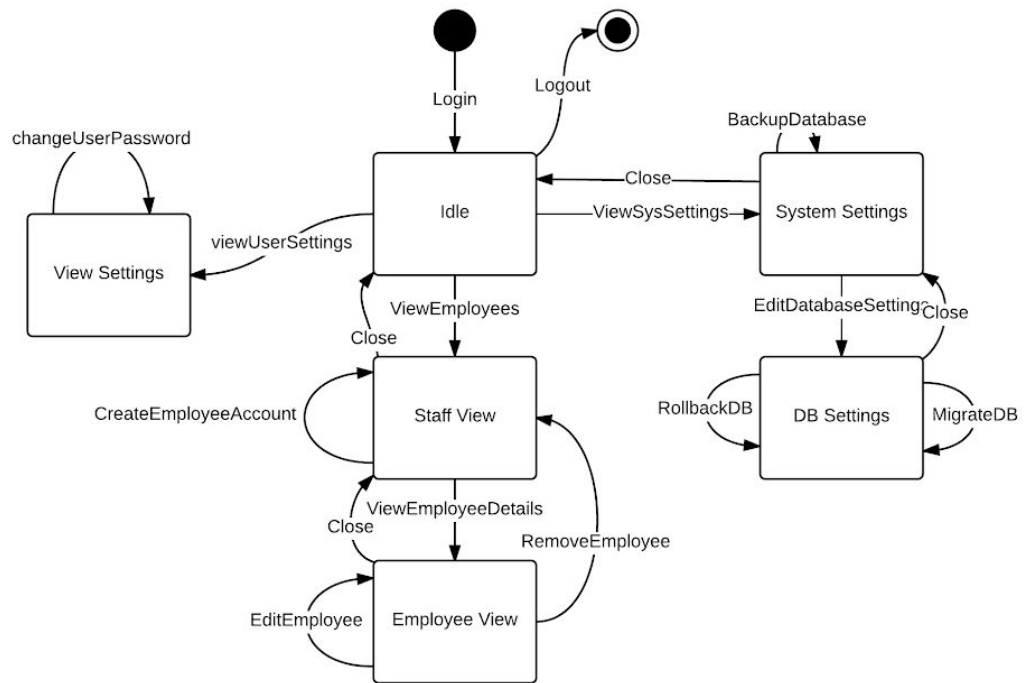 Login
Logout
BackupDatabase
changeUserPassword
Close
Idle
ViewSysSettings
System Settings
viewUserSettings
View Settings
ViewEmployees
EditDatabaseSettings
Close
Close
CreateEmployeeAccount
Staff View
RollbackDB
DB Settings
MigrateDB
ViewEmployeeDetails
Close
RemoveEmployee
EditEmployee
Employee View